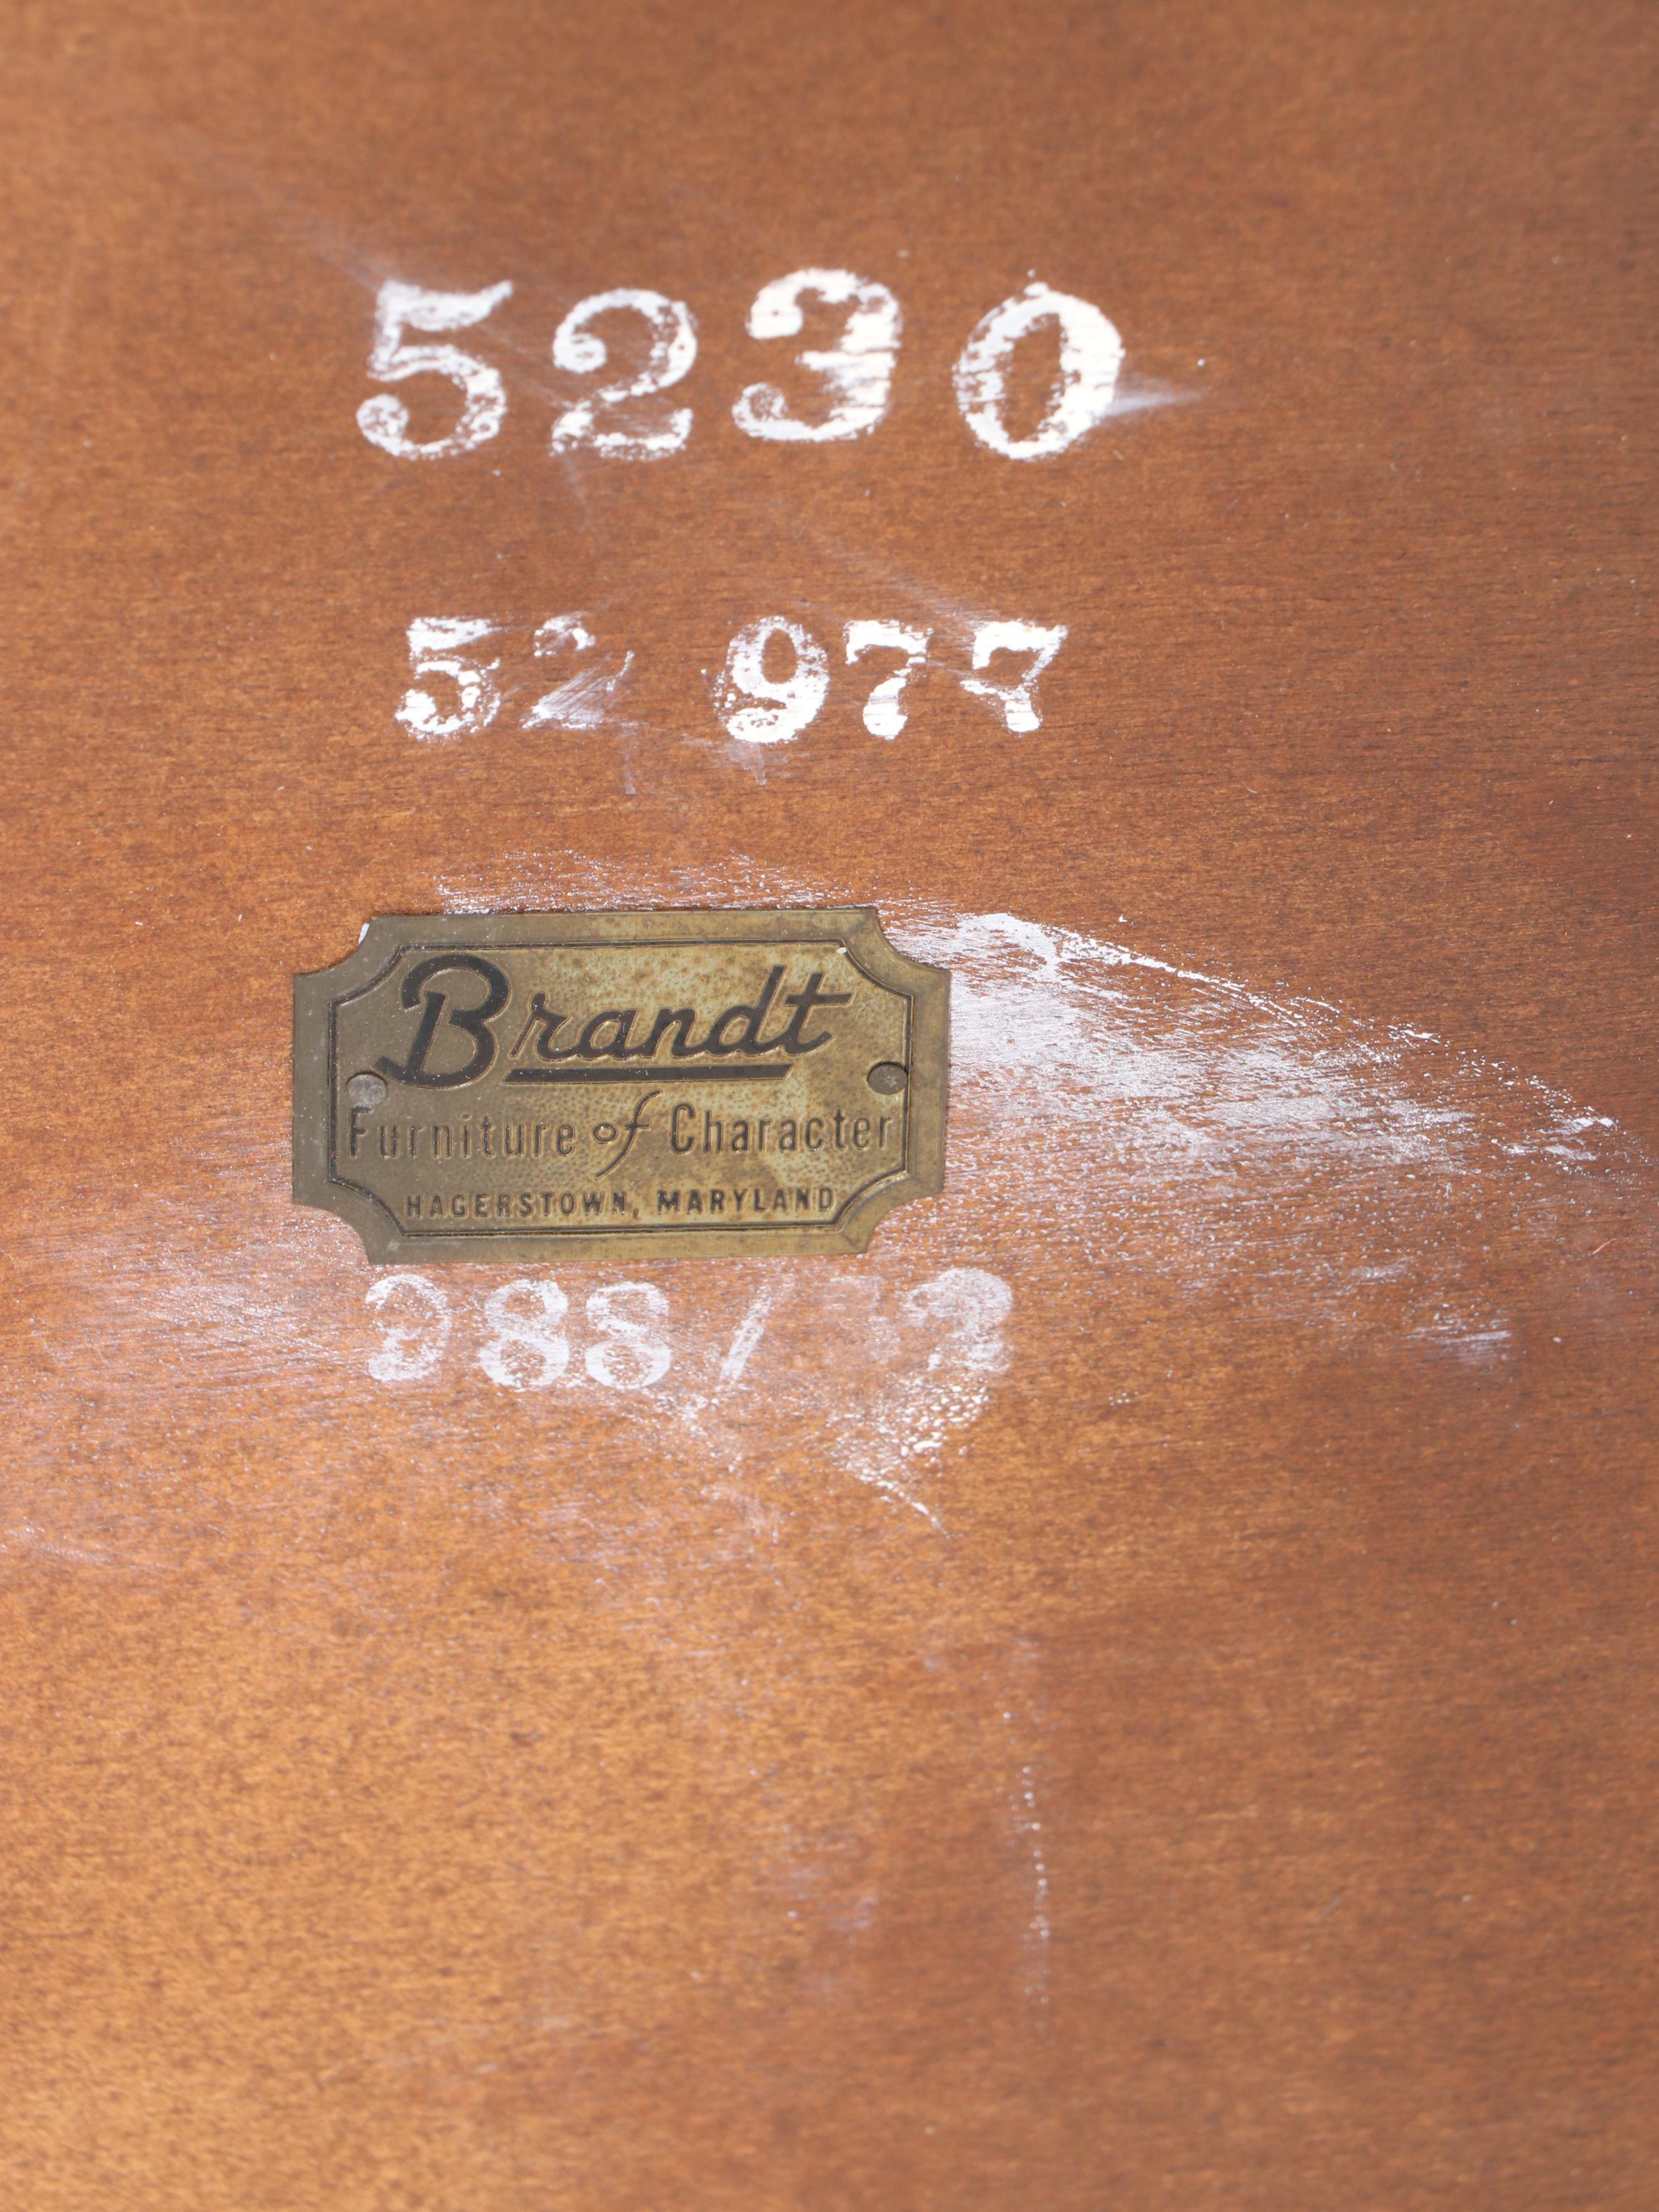 5230
52 977
Brandt
Furniture of Character
HAGERSTOWN, MARYLAND